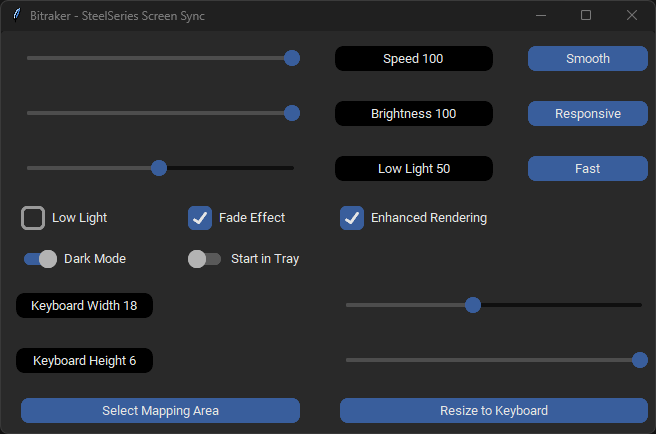 Bitraker - SteelSeries Screen Sync
Speed 100
Smooth
Brightness 100
Responsive
Low Light 50
Fast
Low Light
Fade Effect
Enhanced Rendering
Dark Mode
Start in Tray
Keyboard Width 18
Keyboard Height 6
Select Mapping Area
Resize to Keyboard